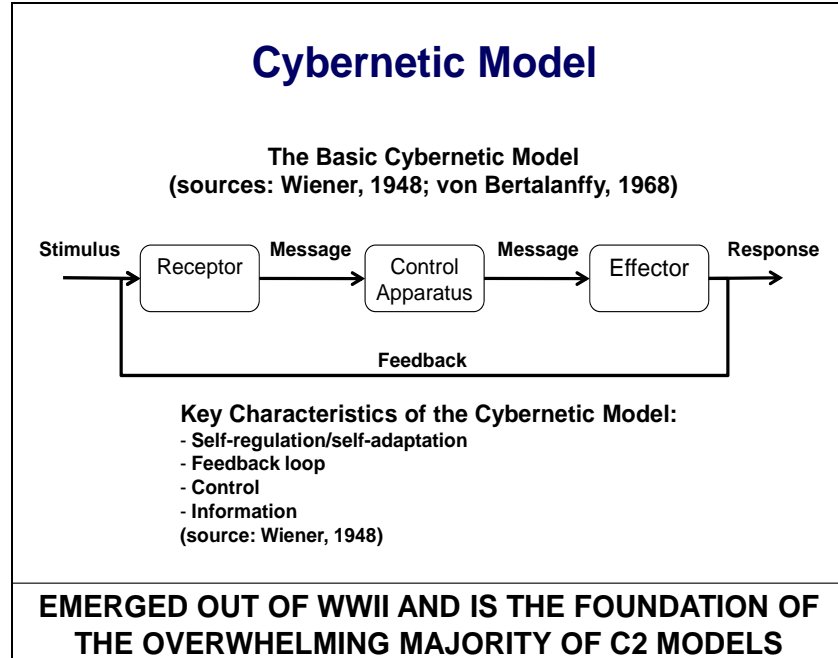 Cybernetic Model
The Basic Cybernetic Model
(sources: Wiener, 1948; von Bertalanffy, 1968)
Stimulus
Receptor
Message
Control
Apparatus
Message
Effector
Response
Feedback
Key Characteristics of the Cybernetic Model:
- Self-regulation/self-adaptation
- Feedback loop
- Control
- Information
(source: Wiener, 1948)
EMERGED OUT OF WWII AND IS THE FOUNDATION OF
THE OVERWHELMING MAJORITY OF C2 MODELS